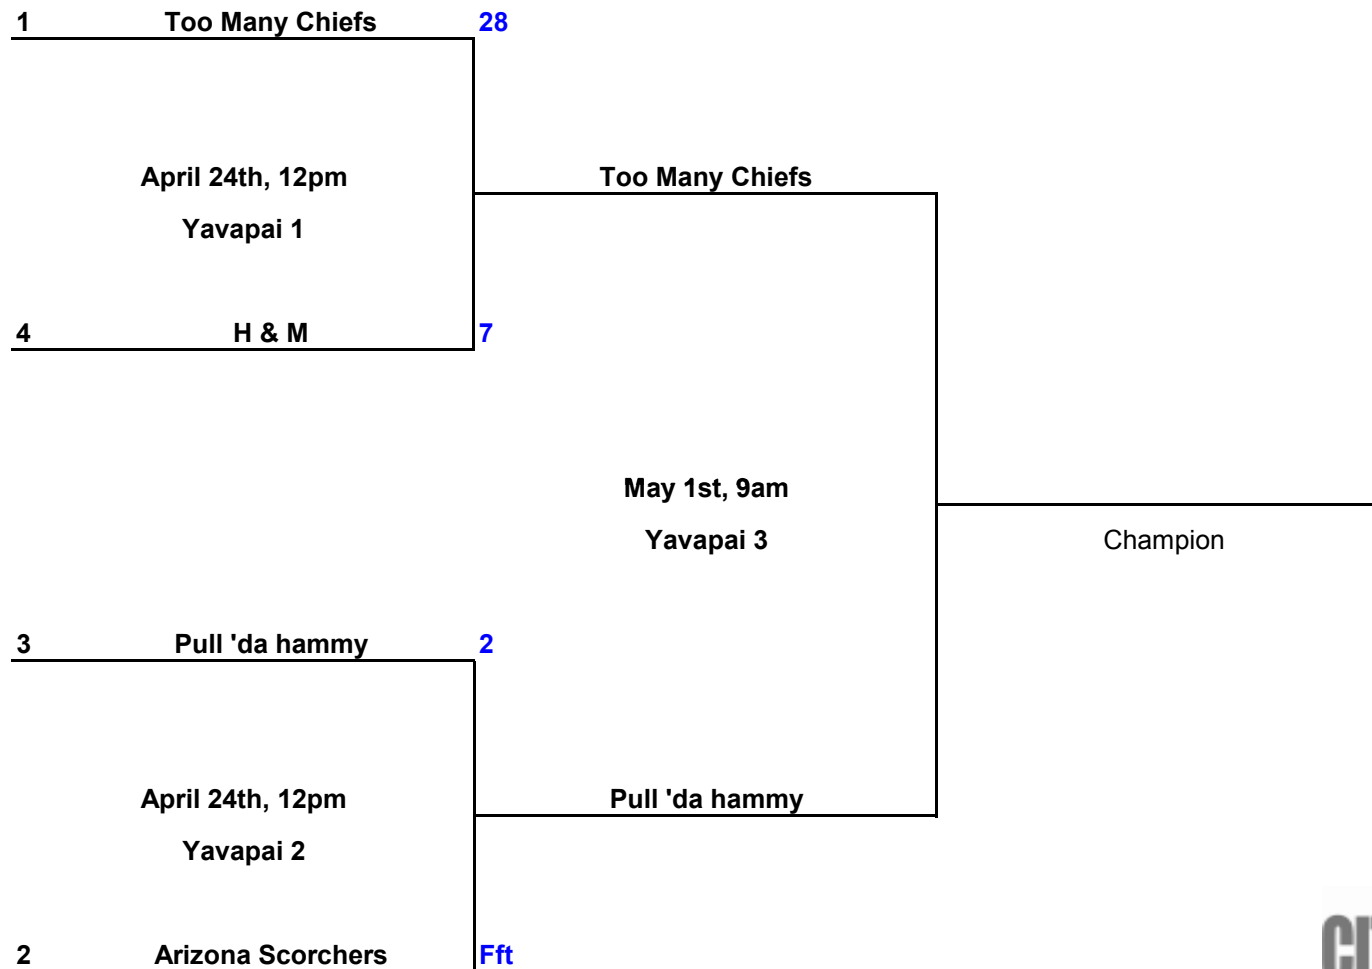 1 Too Many Chiefs 28
April 24th, 12pm
Too Many Chiefs
Yavapai 1
4 H & M 7
May 1st, 9am
Yavapai 3
Champion
3 Pull 'da hammy 2
April 24th, 12pm
Pull 'da hammy
Yavapai 2
2 Arizona Scorchers Fft